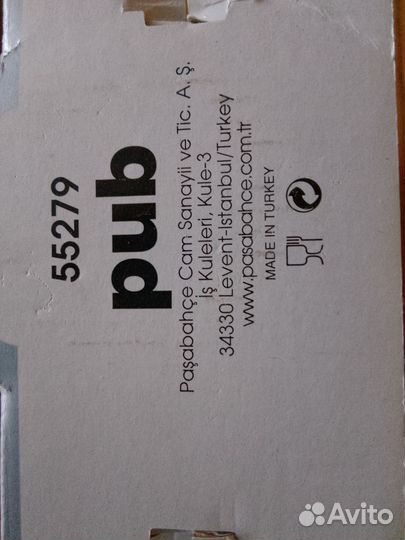 55279
pub
Paşabahçe Cam Sanayii ve Tic. A. Ş.
İş Kuleleri, Kule-3
34330 Levent-Istanbul/Turkey
www.pasabahce.com.tr
MADE IN TURKEY
Avito